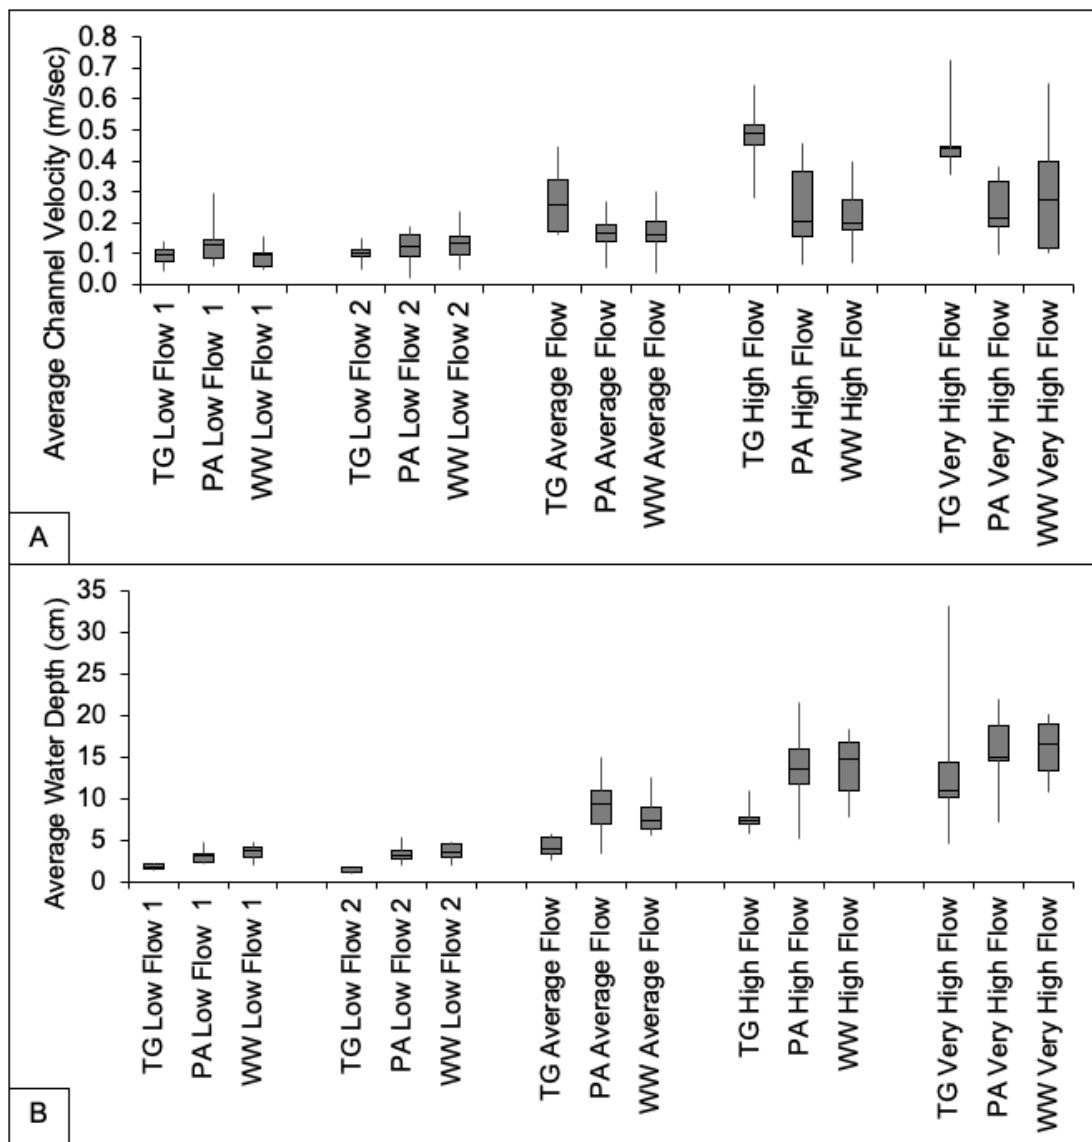 Average Channel Velocity (m/sec)
0.8
0.7
0.6
0.5
0.4
0.3
0.2
0.1
0.0
TG Low Flow 1
PA Low Flow 1
WW Low Flow 1
TG Low Flow 2
PA Low Flow 2
WW Low Flow 2
TG Average Flow
PA Average Flow
WW Average Flow
TG High Flow
PA High Flow
WW High Flow
TG Very High Flow
PA Very High Flow
WW Very High Flow
A
Average Water Depth (cm)
35
30
25
20
15
10
5
0
TG Low Flow 1
PA Low Flow 1
WW Low Flow 1
TG Low Flow 2
PA Low Flow 2
WW Low Flow 2
TG Average Flow
PA Average Flow
WW Average Flow
TG High Flow
PA High Flow
WW High Flow
TG Very High Flow
PA Very High Flow
WW Very High Flow
B